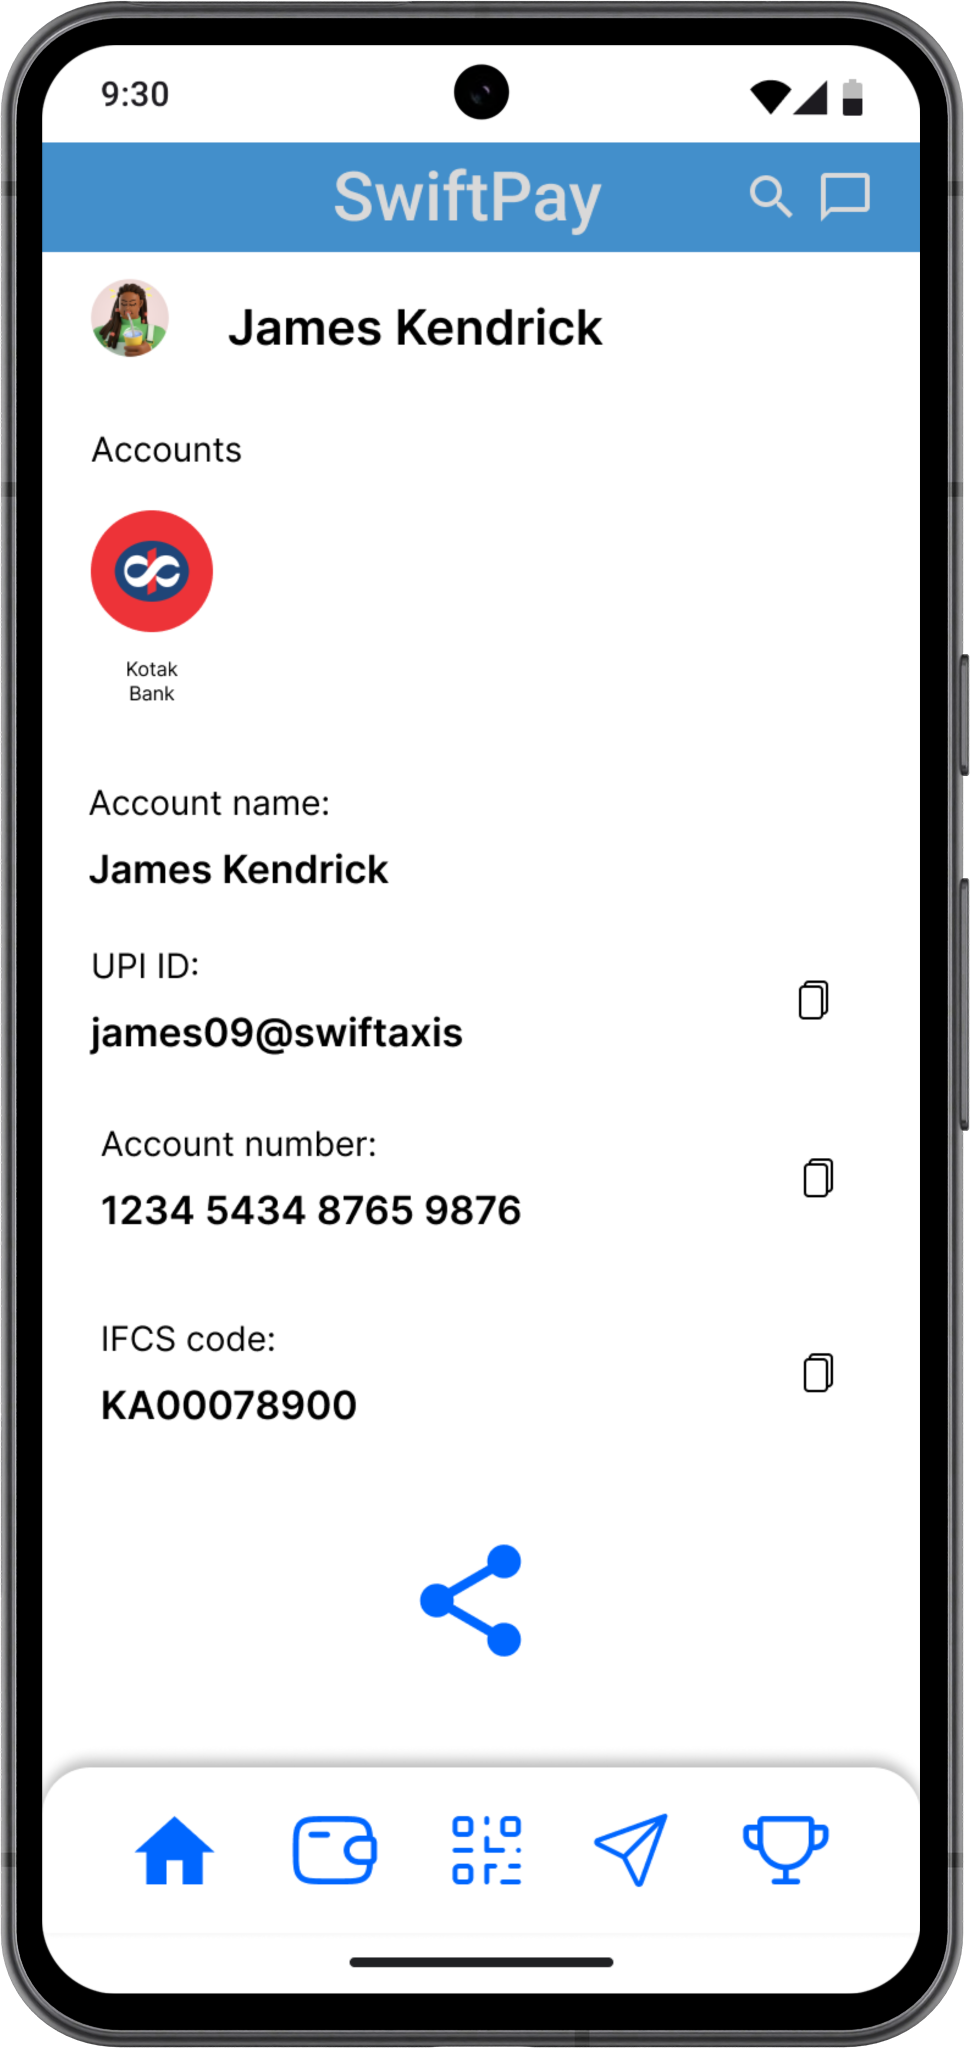 9:30
SwiftPay
James Kendrick
Accounts
Kotak
Bank
Account name:
James Kendrick
UPI ID:
james09@swiftaxis
Account number:
1234 5434 8765 9876
IFCS code:
KA00078900